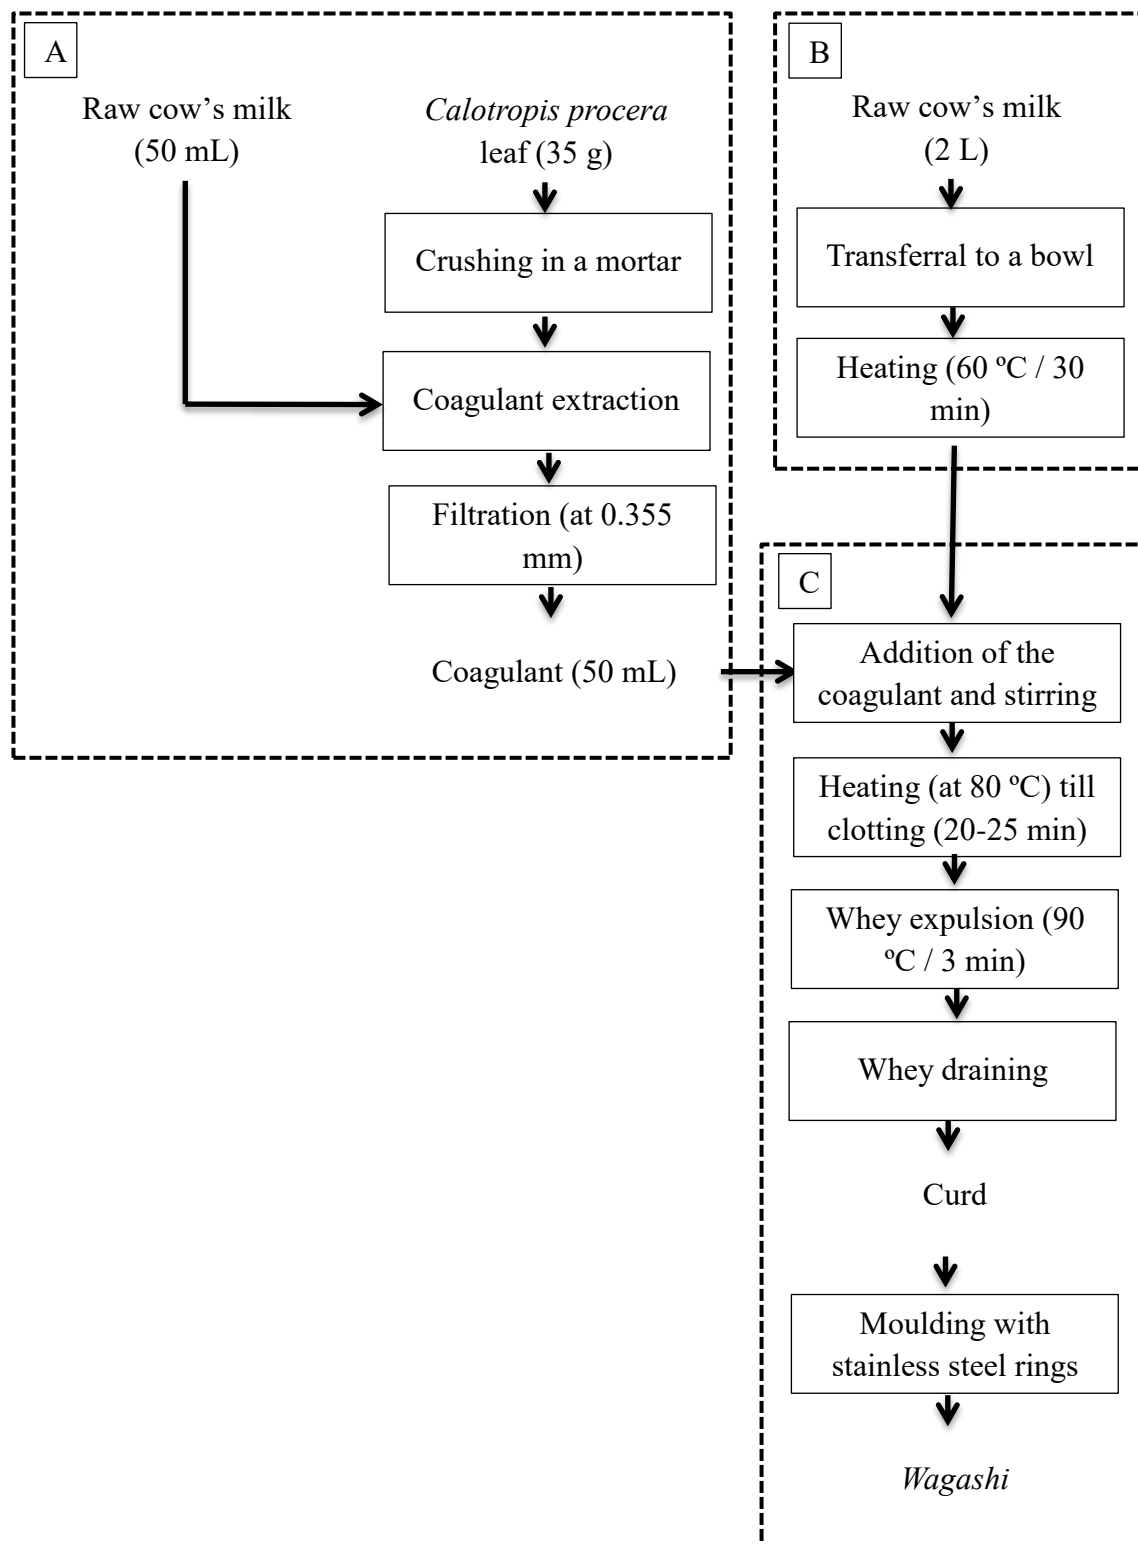 A
Raw cow’s milk
(50 mL)
Calotropis procera
leaf (35 g)
Crushing in a mortar
Coagulant extraction
Filtration (at 0.355
mm)
Coagulant (50 mL)
B
Raw cow’s milk
(2 L)
Transferral to a bowl
Heating (60 ºC / 30
min)
C
Addition of the
coagulant and stirring
Heating (at 80 ºC) till
clotting (20-25 min)
Whey expulsion (90
ºC / 3 min)
Whey draining
Curd
Moulding with
stainless steel rings
Wagashi